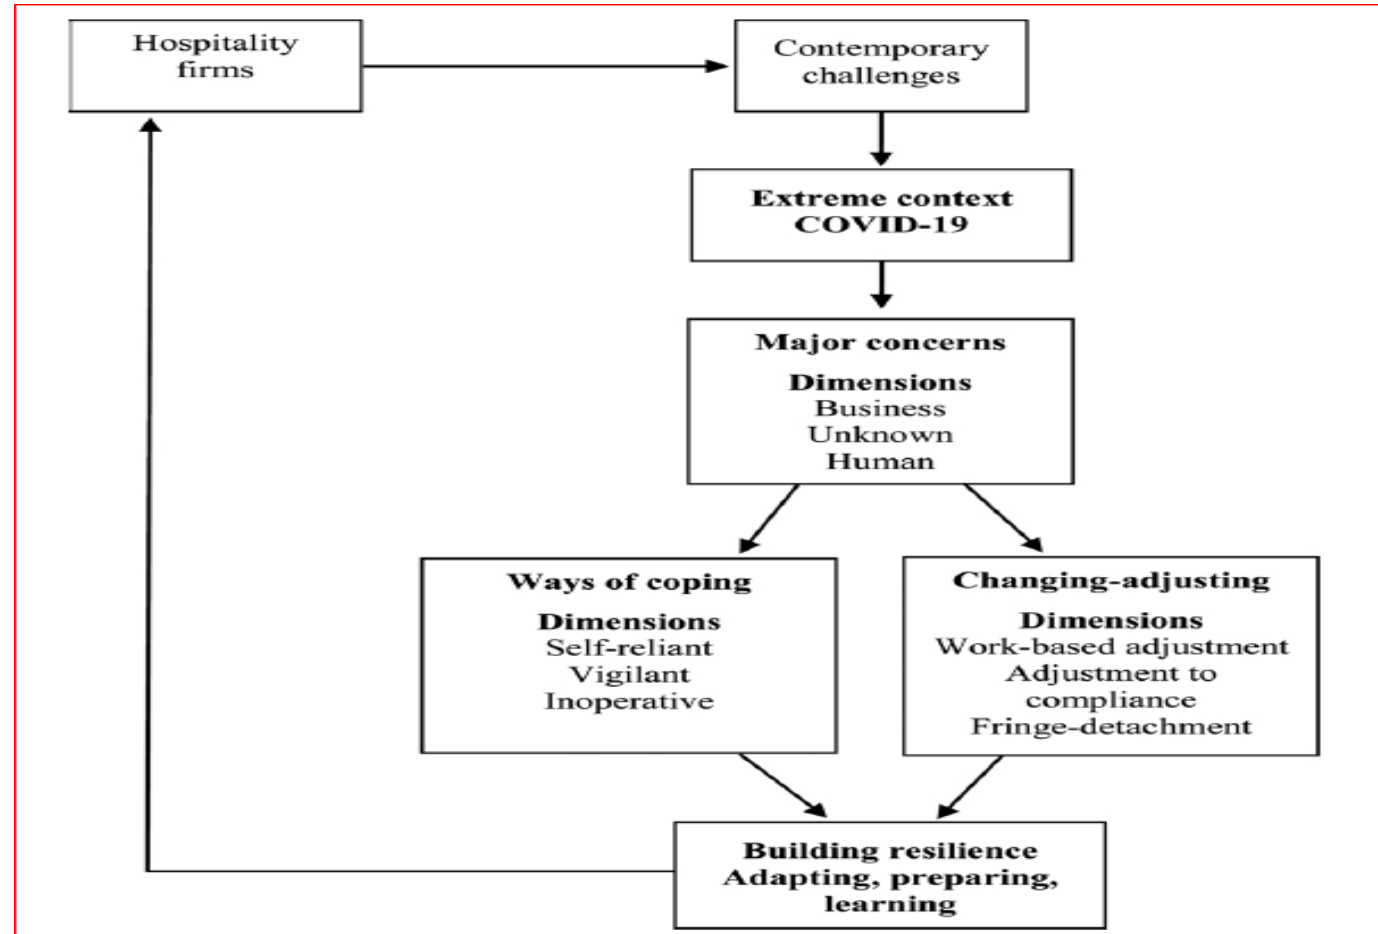 Hospitality
firms
Contemporary
challenges
Extreme context
COVID-19
Major concerns
Dimensions
Business
Unknown
Human
Ways of coping
Dimensions
Self-reliant
Vigilant
Inoperative
Changing-adjusting
Dimensions
Work-based adjustment
Adjustment to
compliance
Fringe-detachment
Building resilience
Adapting, preparing,
learning